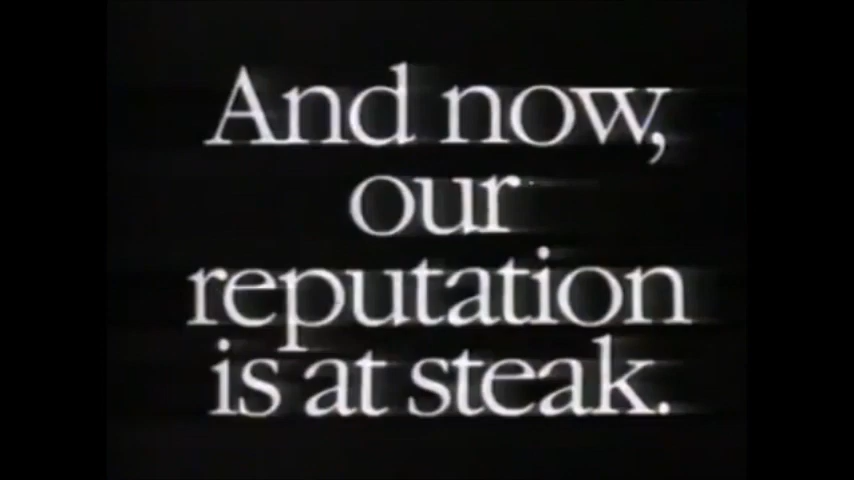 And now,
our
reputation
is at steak.